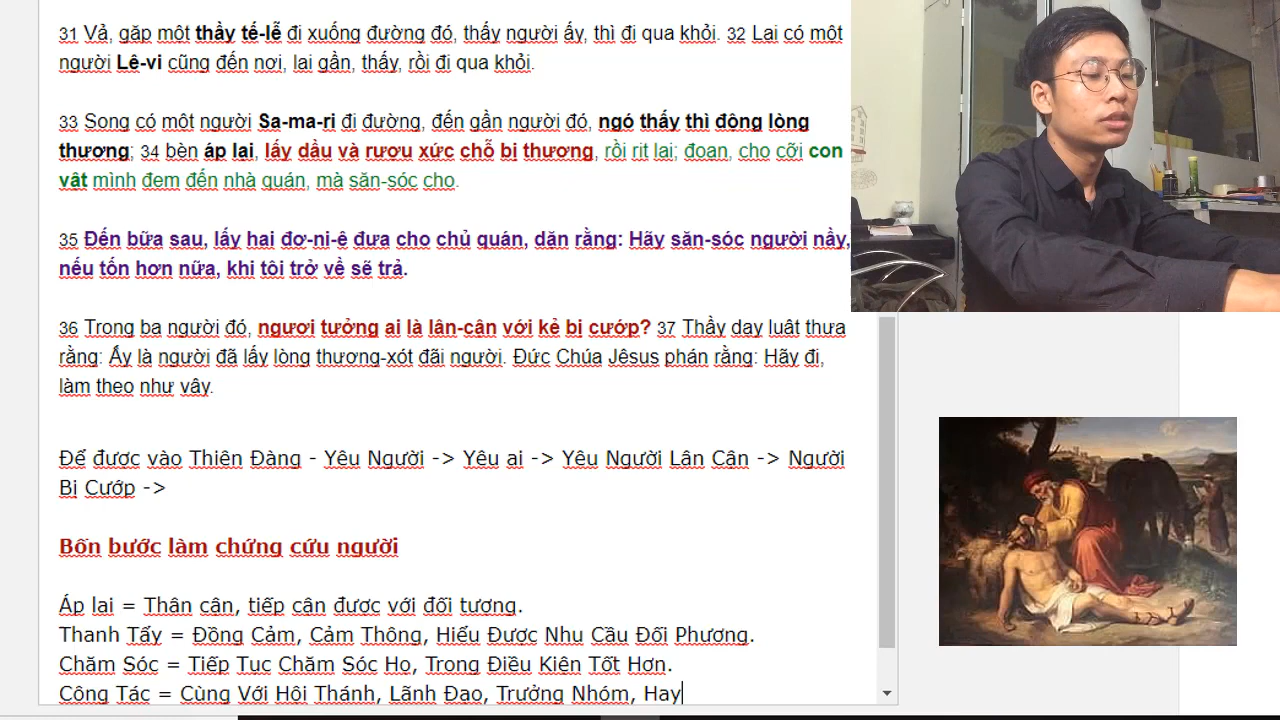 31 Vả, gặp một thầy tế-lễ đi xuống đường đó, thấy người ấy, thì đi qua khỏi. 32 Lại có một
người Lê-vi cũng đến nơi, lại gần, thấy, rồi đi qua khỏi.
33 Song có một người Sa-ma-ri đi đường, đến gần người đó, ngó thấy thì động lòng
thương; 34 bèn áp lại, lấy dầu và rượu xức chỗ bị thương, rồi rịt lại; đoạn, cho cỡi con
vật mình đem đến nhà quán, mà săn-sóc cho.
35 Đến bữa sau, lấy hai đơ-ni-ê đưa cho chủ quán, dặn rằng: Hãy săn-sóc người nầy,
nếu tốn hơn nữa, khi tôi trở về sẽ trả.
36 Trong ba người đó, ngươi tưởng ai là lân-cận với kẻ bị cướp? 37 Thầy dạy luật thưa
rằng: Ấy là người đã lấy lòng thương-xót đãi người. Đức Chúa Jêsus phán rằng: Hãy đi,
làm theo như vậy.
Để được vào Thiên Đàng - Yêu Người -> Yêu ai -> Yêu Người Lân Cận -> Người
Bị Cướp ->
Bốn bước làm chứng cứu người
Áp lại = Thân cận, tiếp cận được với đối tượng.
Thanh Tẩy = Đồng Cảm, Cảm Thông, Hiểu Được Nhu Cầu Đối Phương.
Chăm Sóc = Tiếp Tục Chăm Sóc Họ, Trong Điều Kiện Tốt Hơn.
Cộng Tác = Cùng Với Hội Thánh, Lãnh Đạo, Trưởng Nhóm, Hay